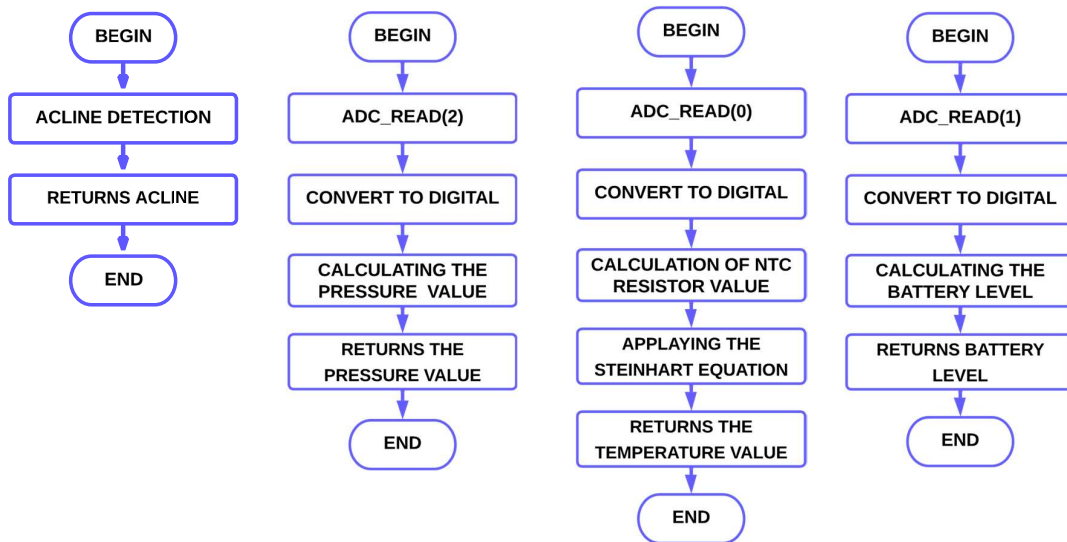 BEGIN
ACLINE DETECTION
RETURNS ACLINE
END
BEGIN
ADC_READ(2)
CONVERT TO DIGITAL
CALCULATING THE
PRESSURE VALUE
RETURNS THE
PRESSURE VALUE
END
BEGIN
ADC_READ(0)
CONVERT TO DIGITAL
CALCULATION OF NTC
RESISTOR VALUE
APPLAYING THE
STEINHART EQUATION
RETURNS THE
TEMPERATURE VALUE
END
BEGIN
ADC_READ(1)
CONVERT TO DIGITAL
CALCULATING THE
BATTERY LEVEL
RETURNS BATTERY
LEVEL
END